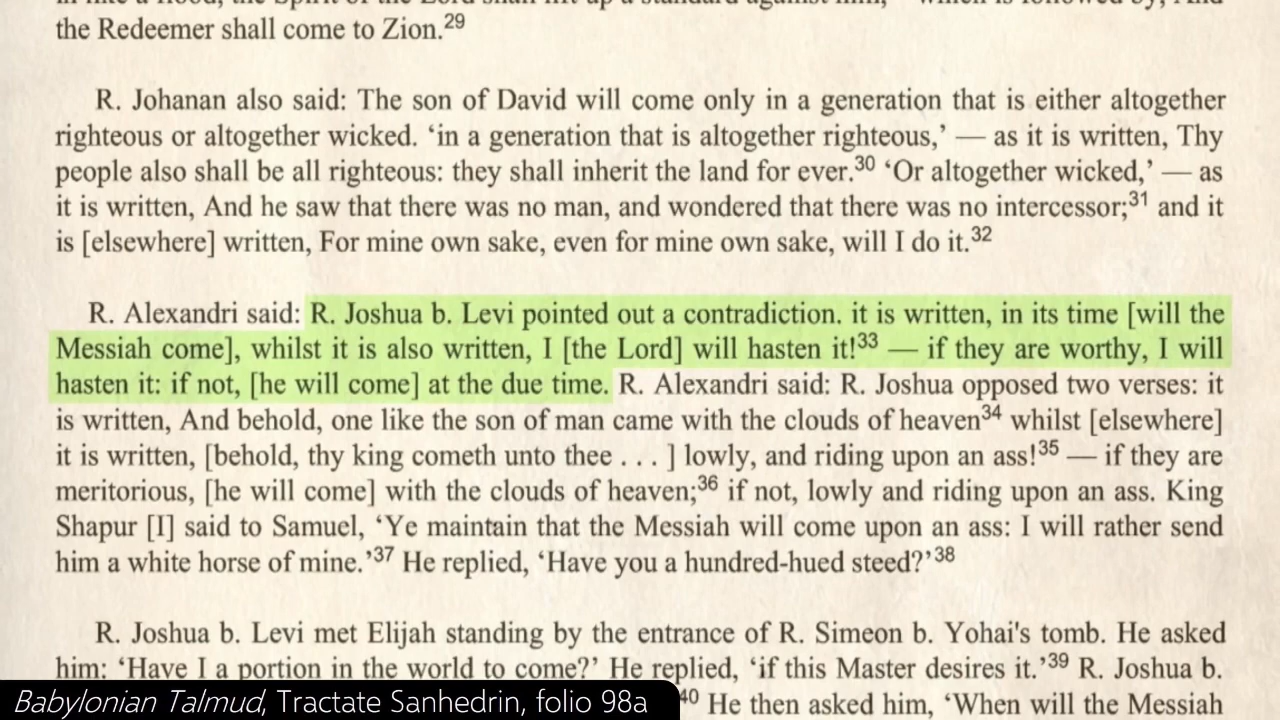 the Redeemer shall come to Zion.29
R. Johanan also said: The son of David will come only in a generation that is either altogether
righteous or altogether wicked. ‘in a generation that is altogether righteous,’ — as it is written, Thy
people also shall be all righteous: they shall inherit the land for ever.30 ‘Or altogether wicked,’ — as
it is written, And he saw that there was no man, and wondered that there was no intercessor;31 and it
is [elsewhere] written, For mine own sake, even for mine own sake, will I do it.32
R. Alexandri said: R. Joshua b. Levi pointed out a contradiction. it is written, in its time [will the
Messiah come], whilst it is also written, I [the Lord] will hasten it!33 — if they are worthy, I will
hasten it: if not, [he will come] at the due time. R. Alexandri said: R. Joshua opposed two verses: it
is written, And behold, one like the son of man came with the clouds of heaven34 whilst [elsewhere]
it is written, [behold, thy king cometh unto thee . . . ] lowly, and riding upon an ass!35 — if they are
meritorious, [he will come] with the clouds of heaven;36 if not, lowly and riding upon an ass. King
Shapur [I] said to Samuel, ‘Ye maintain that the Messiah will come upon an ass: I will rather send
him a white horse of mine.’37 He replied, ‘Have you a hundred-hued steed?’38
R. Joshua b. Levi met Elijah standing by the entrance of R. Simeon b. Yohai's tomb. He asked
him: ‘Have I a portion in the world to come?’ He replied, ‘if this Master desires it.’39 R. Joshua b.
40 He then asked him, ‘When will the Messiah
Babylonian Talmud, Tractate Sanhedrin, folio 98a